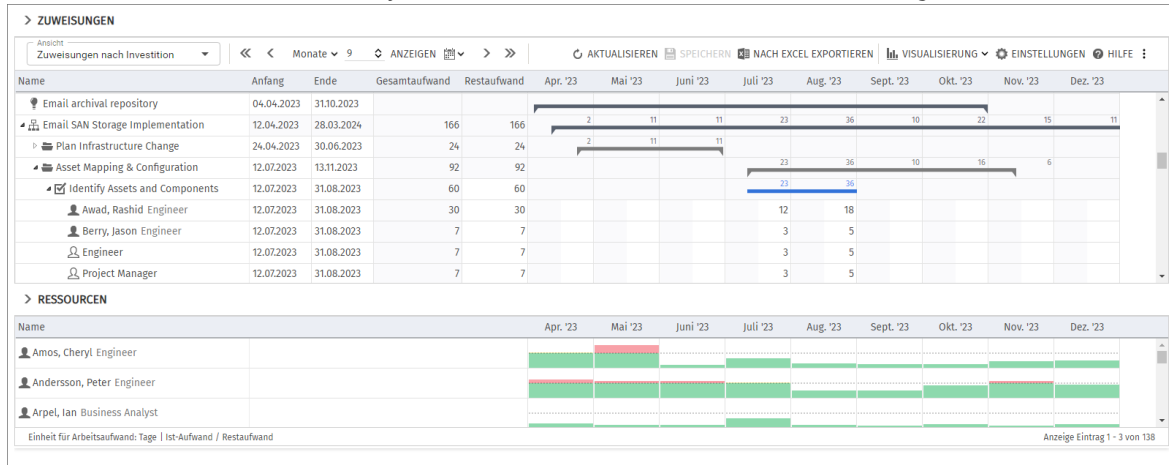 ZUWEISUNGEN
Ansicht
Zuweisungen nach Investition
Monate 9 ANZEIGEN AKTUALISIEREN SPEICHERN NACH EXCEL EXPORTIEREN VISUALISIERUNG EINSTELLUNGEN HILFE
Name Anfang Ende Gesamtaufwand Restaufwand Apr. '23 Mai '23 Juni '23 Juli '23 Aug. '23 Sept. '23 Okt. '23 Nov. '23 Dez. '23
Email archival repository 04.04.2023 31.10.2023
Email SAN Storage Implementation 12.04.2023 28.03.2024 166 166 2 11 11 23 36 10 22 15 11
Plan Infrastructure Change 24.04.2023 30.06.2023 24 24 2 11 11
Asset Mapping & Configuration 12.07.2023 13.11.2023 92 92 23 36 10 16 6
Identify Assets and Components 12.07.2023 31.08.2023 60 60 23 36
Awad, Rashid Engineer 12.07.2023 31.08.2023 30 30 12 18
Berry, Jason Engineer 12.07.2023 31.08.2023 7 7 3 5
Engineer 12.07.2023 31.08.2023 7 7 3 5
Project Manager 12.07.2023 31.08.2023 7 7 3 5
RESSOURCEN
Name Apr. '23 Mai '23 Juni '23 Juli '23 Aug. '23 Sept. '23 Okt. '23 Nov. '23 Dez. '23
Amos, Cheryl Engineer
Andersson, Peter Engineer
Arpel, Ian Business Analyst
Einheit für Arbeitsaufwand: Tage | Ist-Aufwand / Restaufwand Anzeige Eintrag 1 - 3 von 138